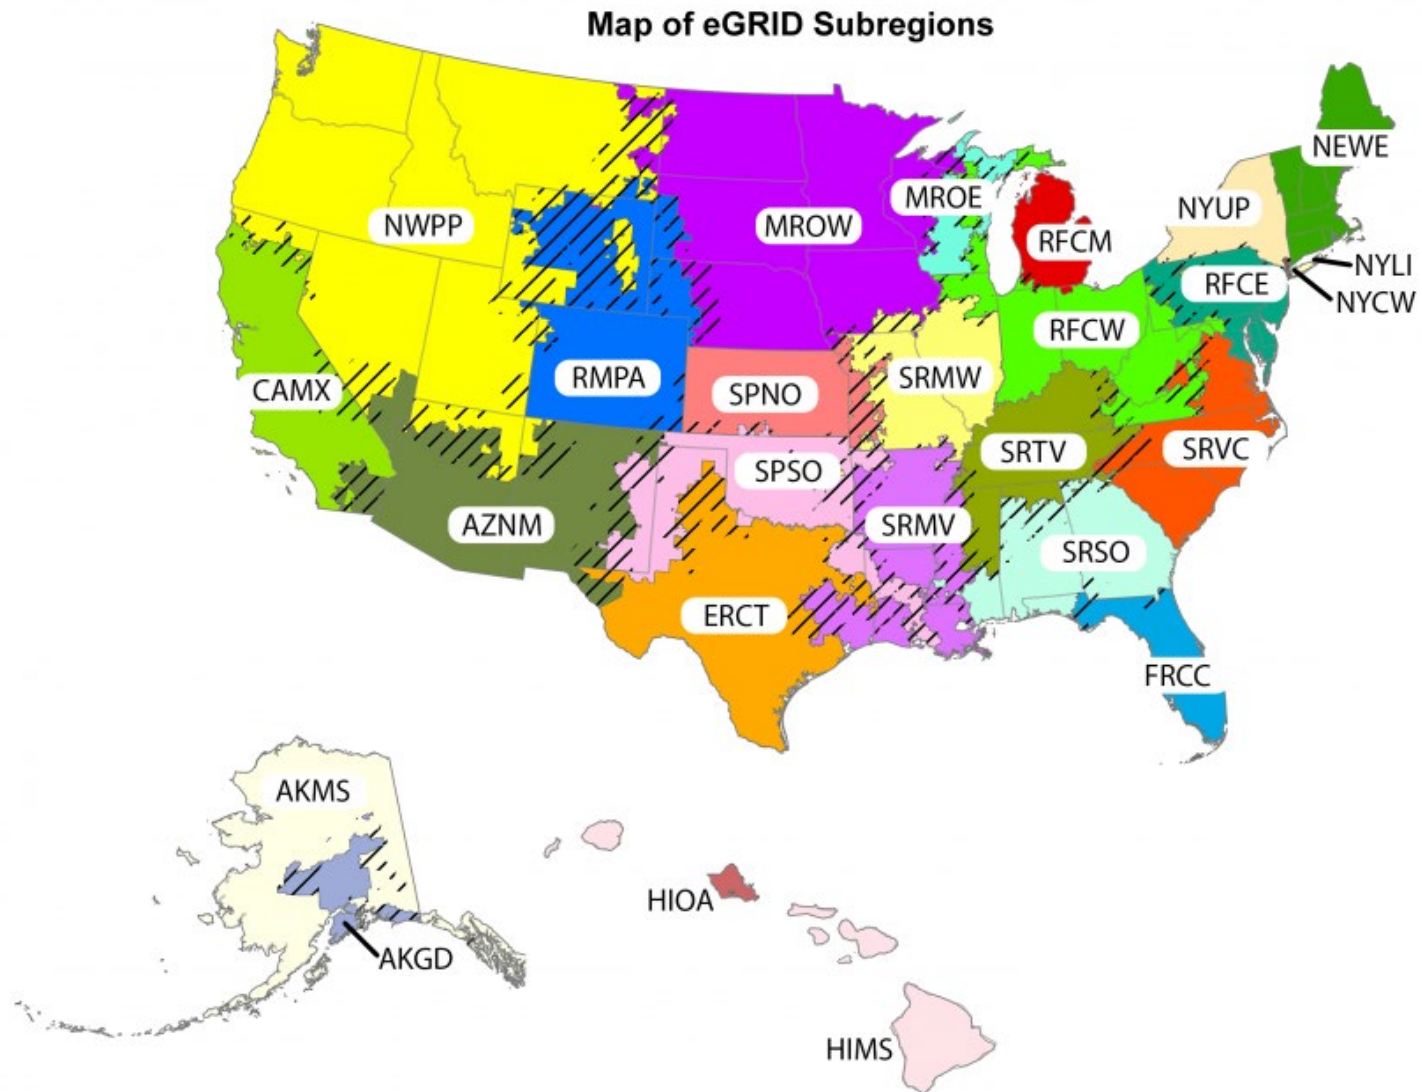 Map of eGRID Subregions
NEWE
NWPP
MROW
MROE
NYUP
RFCM
NYLI
RFCE
NYCW
RFCW
CAMX
RMPA
SPNO
SRMW
SRTV
SRVC
SPSO
AZNM
SRMV
SRSO
ERCT
FRCC
AKMS
HIOA
AKGD
HIMS